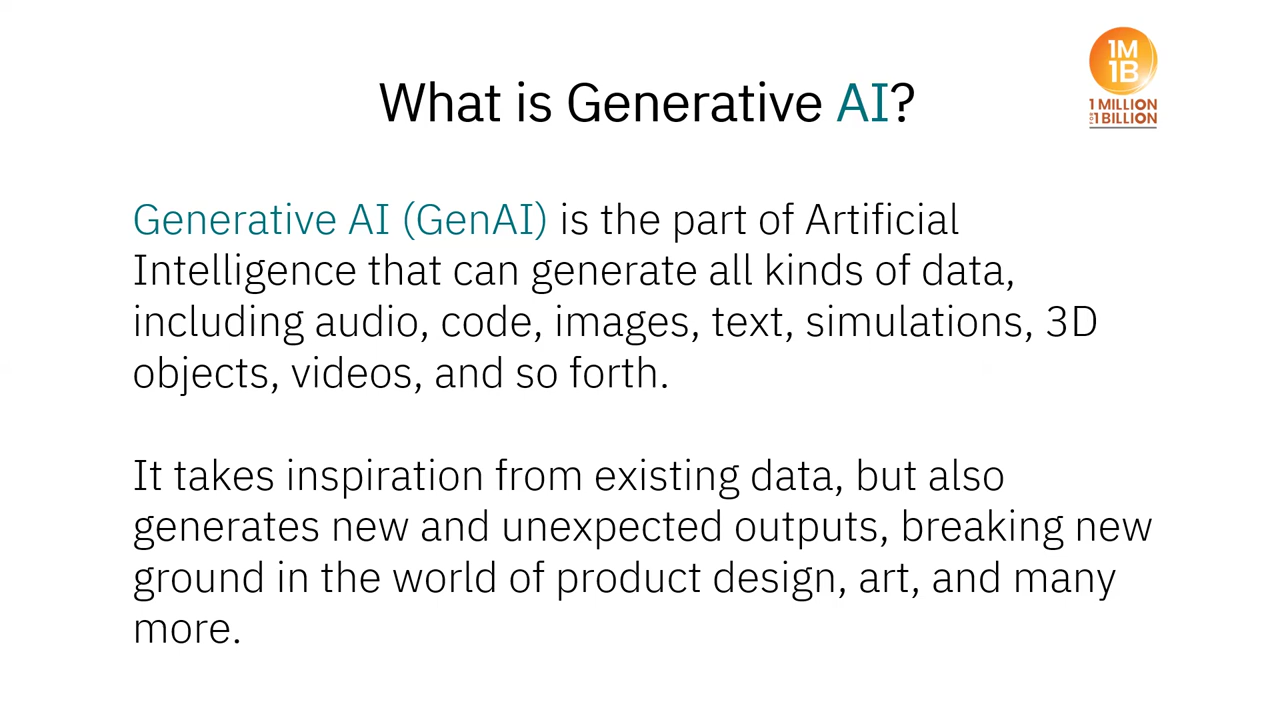 1M
1B
1 MILLION
FOR 1 BILLION
What is Generative AI?
Generative AI (GenAI) is the part of Artificial
Intelligence that can generate all kinds of data,
including audio, code, images, text, simulations, 3D
objects, videos, and so forth.
It takes inspiration from existing data, but also
generates new and unexpected outputs, breaking new
ground in the world of product design, art, and many
more.